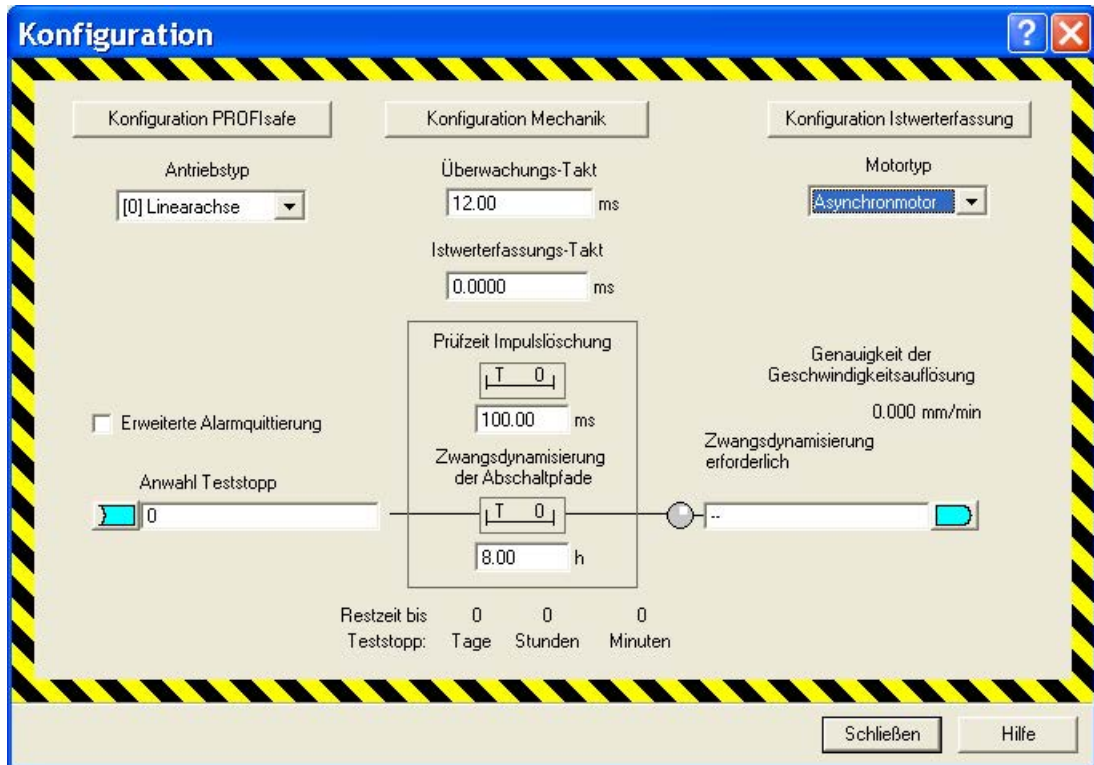 Konfiguration
Konfiguration PROFIsafe
Konfiguration Mechanik
Konfiguration Istwerterfassung
Antriebstyp
[0] Linearachse
Überwachungs-Takt
12.00 ms
Motortyp
Asynchronmotor
Istwerterfassungs-Takt
0.0000 ms
Prüfzeit Impulslöschung
T 0
100.00 ms
Genauigkeit der
Geschwindigkeitsauflösung
0.000 mm/min
Erweiterte Alarmquittierung
Zwangsdynamisierung
der Abschaltpfade
Zwangsdynamisierung
erforderlich
Anwahl Teststopp
0
T 0
--
8.00 h
Restzeit bis 0 0 0
Teststopp: Tage Stunden Minuten
Schließen
Hilfe